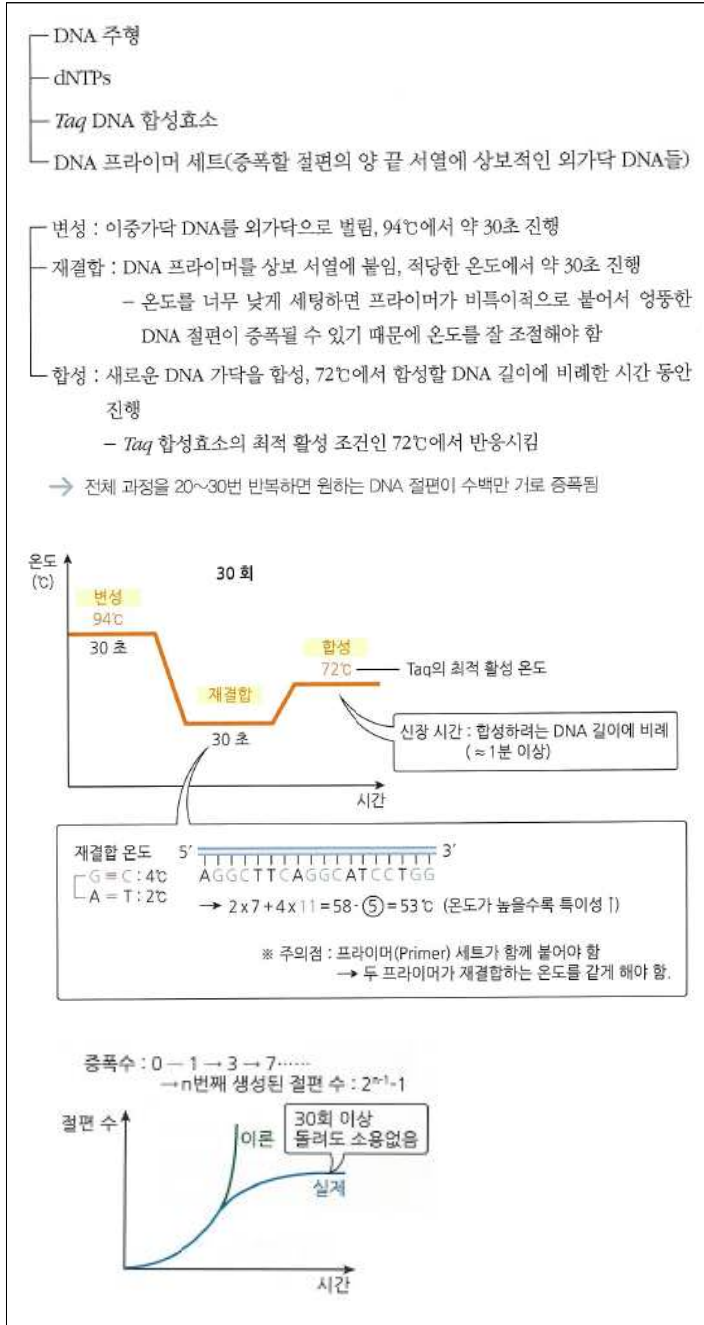 DNA 주형
dNTPs
Taq DNA 합성효소
DNA 프라이머 세트(증폭할 절편의 양 끝 서열에 상보적인 외가닥 DNA들)
변성 : 이중가닥 DNA를 외가닥으로 벌림, 94℃에서 약 30초 진행
재결합 : DNA 프라이머를 상보 서열에 붙임, 적당한 온도에서 약 30초 진행
– 온도를 너무 낮게 세팅하면 프라이머가 비특이적으로 붙어서 엉뚱한
DNA 절편이 증폭될 수 있기 때문에 온도를 잘 조절해야 함
합성 : 새로운 DNA 가닥을 합성, 72℃에서 합성할 DNA 길이에 비례한 시간 동안
진행
– Taq 합성효소의 최적 활성 조건인 72℃에서 반응시킴
→ 전체 과정을 20~30번 반복하면 원하는 DNA 절편이 수백만 거로 증폭됨
온도
(℃)
30 회
변성
94℃
30 초
합성
72℃
Taq의 최적 활성 온도
재결합
30 초
신장 시간 : 합성하려는 DNA 길이에 비례
(≈1분 이상)
시간
재결합 온도
5′ 3′
G≡C : 4℃
A=T : 2℃
AGGCTTCAGGCATCCTGG
→ 2x7+4x11=58-⑤=53℃ (온도가 높을수록 특이성↑)
※ 주의점 : 프라이머(Primer) 세트가 함께 붙어야 함
→ 두 프라이머가 재결합하는 온도를 같게 해야 함.
증폭수 : 0 — 1 → 3 → 7······
→n번째 생성된 절편 수 : 2ⁿ⁻¹-1
절편 수
이론
30회 이상
돌려도 소용없음
실제
시간